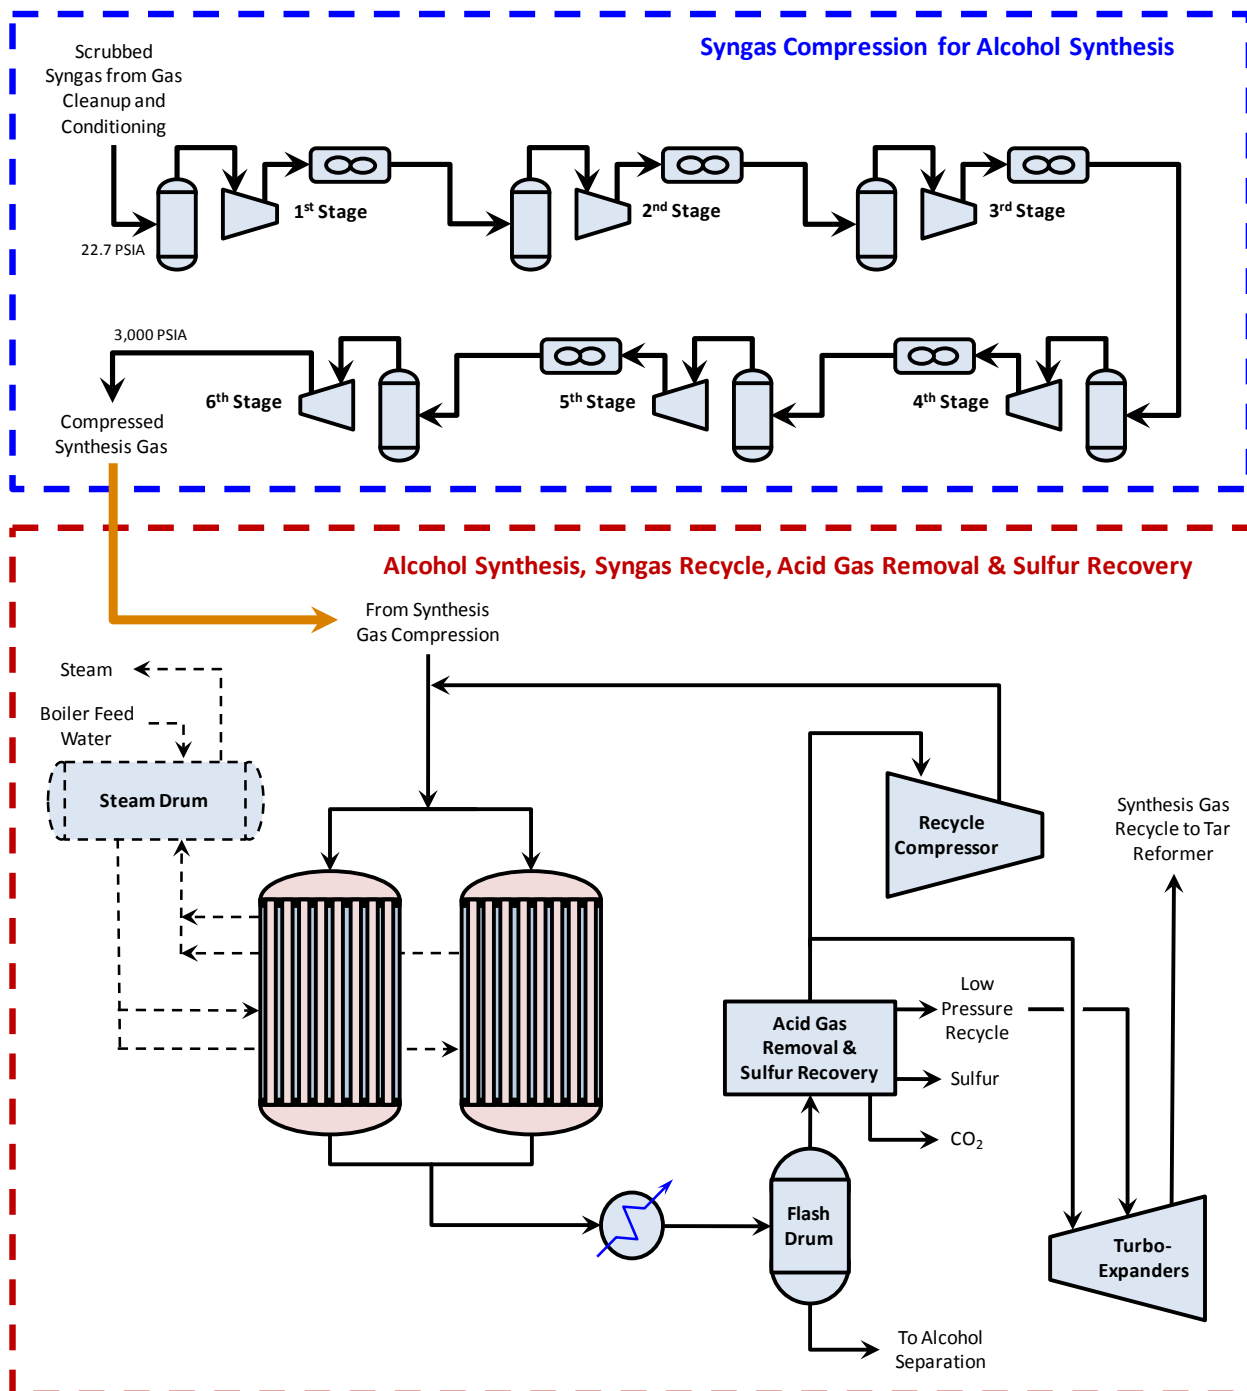 Syngas Compression for Alcohol Synthesis
Scrubbed
Syngas from Gas
Cleanup and
Conditioning
22.7 PSIA
1st Stage
2nd Stage
3rd Stage
3,000 PSIA
6th Stage
5th Stage
4th Stage
Compressed
Synthesis Gas
Alcohol Synthesis, Syngas Recycle, Acid Gas Removal & Sulfur Recovery
From Synthesis
Gas Compression
Steam
Boiler Feed
Water
Steam Drum
Recycle
Compressor
Synthesis Gas
Recycle to Tar
Reformer
Acid Gas
Removal &
Sulfur Recovery
Low
Pressure
Recycle
Sulfur
CO2
Flash
Drum
Turbo-
Expanders
To Alcohol
Separation